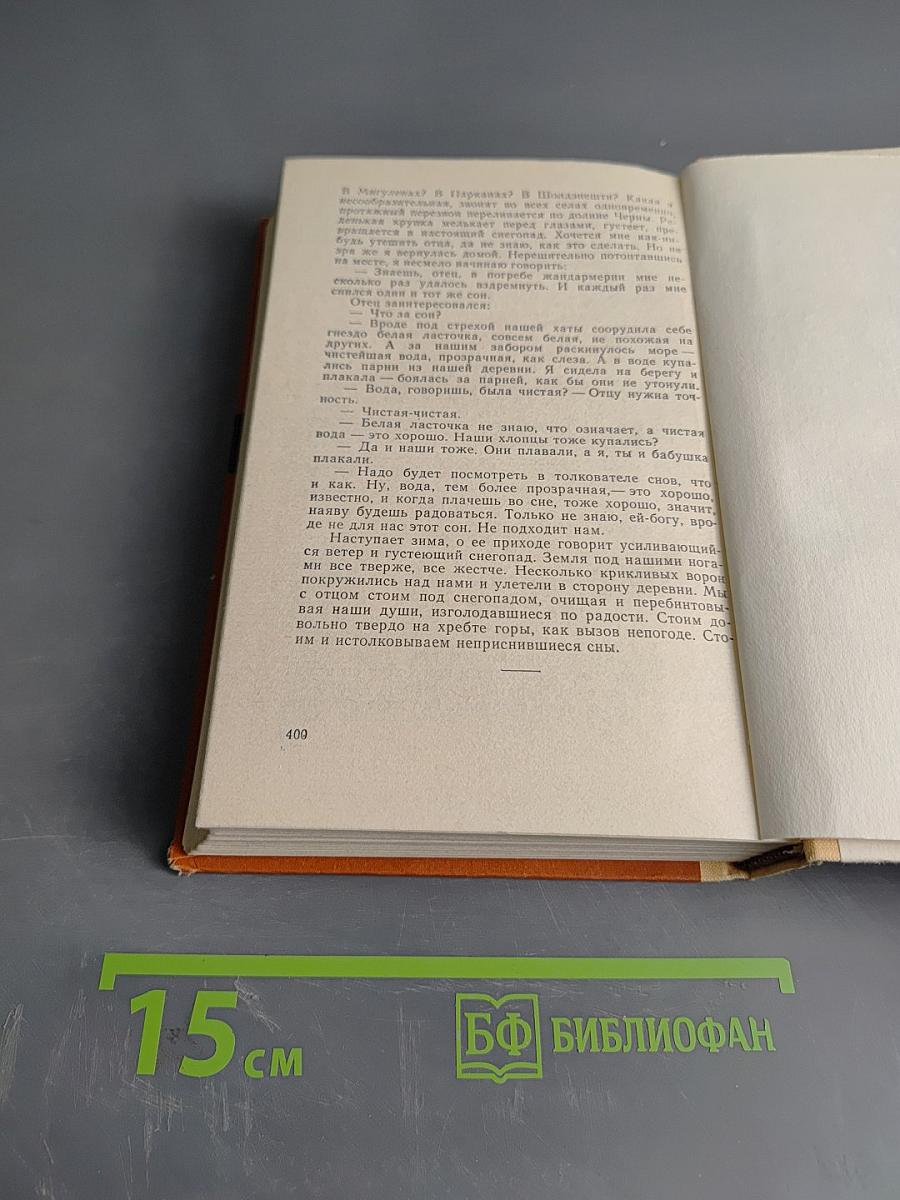 В Мигуленах? В Парканах? В Шолданешти? Какая-то
несообразительная, звонят во всех селах одновременно,
протяжный перезвон переливается по долине Черны. Ре-
денькая крупка мелькает перед глазами, густеет, пре-
вращается в настоящий снегопад. Хочется мне как-ни-
будь утешить отца, да не знаю, как это сделать. Но не
зря же я вернулась домой. Нерешительно потоптавшись
на месте, я несмело начинаю говорить:
— Знаешь, отец, в погребе жандармерии мне не-
сколько раз удалось вздремнуть. И каждый раз мне
снился один и тот же сон.
Отец заинтересовался:
— Что за сон?
— Вроде под стрехой нашей хаты соорудила себе
гнездо белая ласточка, совсем белая, не похожая на
других. А за нашим забором раскинулось море —
чистейшая вода, прозрачная, как слеза. А в воде купа-
лись парни из нашей деревни. Я сидела на берегу и
плакала — боялась за парней, как бы они не утонули.
— Вода, говоришь, была чистая? — Отцу нужна точ-
ность.
— Чистая-чистая.
— Белая ласточка не знаю, что означает, а чистая
вода — это хорошо. Наши хлопцы тоже купались?
— Да и наши тоже. Они плавали, а я, ты и бабушка
плакали.
— Надо будет посмотреть в толкователе снов, что
и как. Ну, вода, тем более прозрачная,— это хорошо,
известно, и когда плачешь во сне, тоже хорошо, значит,
наяву будешь радоваться. Только не знаю, ей-богу, вро-
де не для нас этот сон. Не подходит нам.
Наступает зима, о ее приходе говорит усиливающий-
ся ветер и густеющий снегопад. Земля под нашими нога-
ми все тверже, все жестче. Несколько крикливых ворон
покружились над нами и улетели в сторону деревни. Мы
с отцом стоим под снегопадом, очищая и перебинтовы-
вая наши души, изголодавшиеся по радости. Стоим до-
вольно твердо на хребте горы, как вызов непогоде. Сто-
им и истолковываем неприснившиеся сны.
400
15 см
БФ БИБЛИОФАН